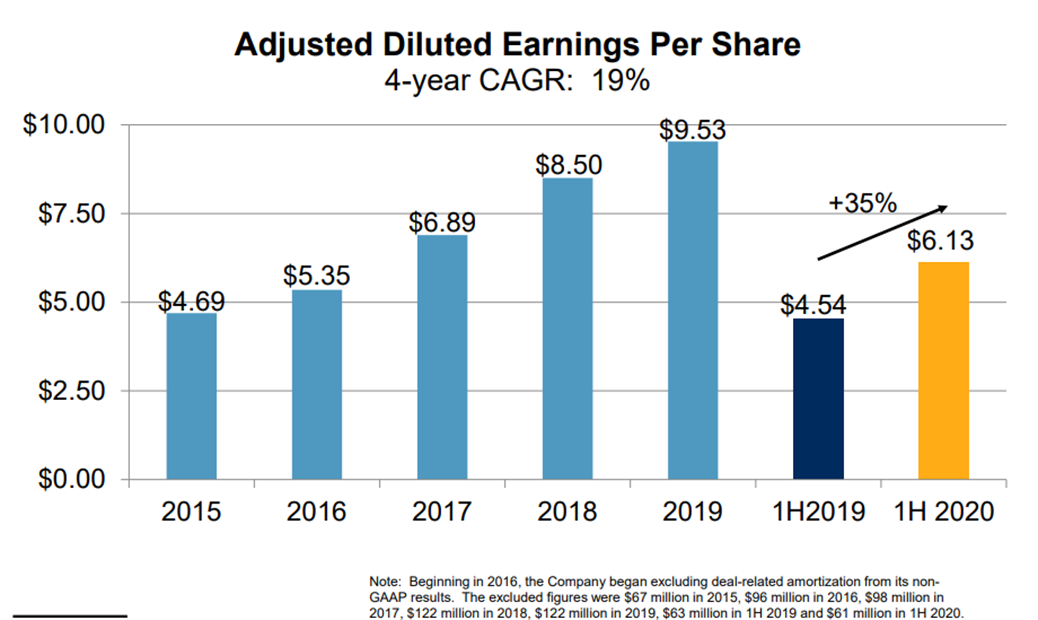 Adjusted Diluted Earnings Per Share
4-year CAGR:  19%
$10.00
$7.50
$5.00
$2.50
$0.00
$4.69
$5.35
$6.89
$8.50
$9.53
$4.54
+35%
$6.13
2015
2016
2017
2018
2019
1H2019
1H 2020
Note:  Beginning in 2016, the Company began excluding deal-related amortization from its non-
GAAP results.  The excluded figures were $67 million in 2015, $96 million in 2016, $98 million in
2017, $122 million in 2018, $122 million in 2019, $63 million in 1H 2019 and $61 million in 1H 2020.